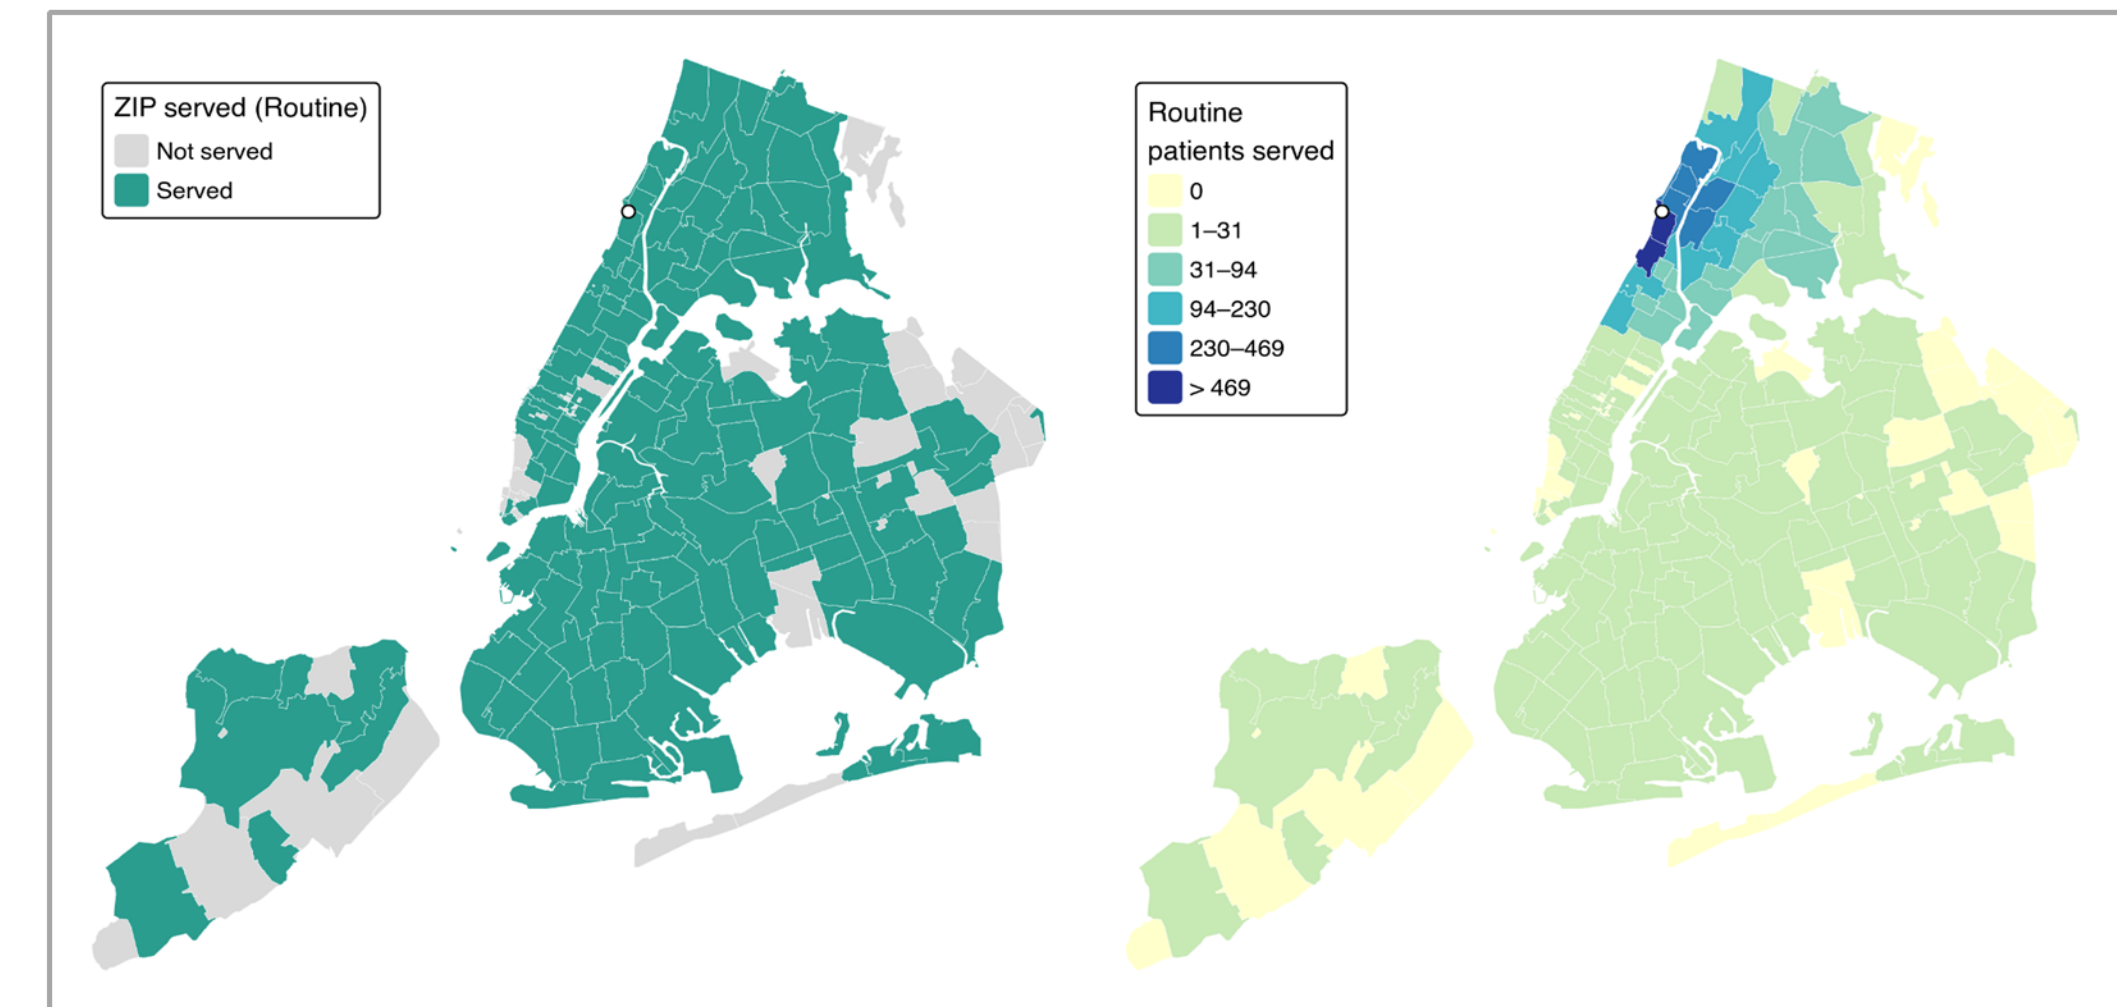 ZIP served (Routine)
Not served
Served
Routine
patients served
0
1–31
31–94
94–230
230–469
> 469